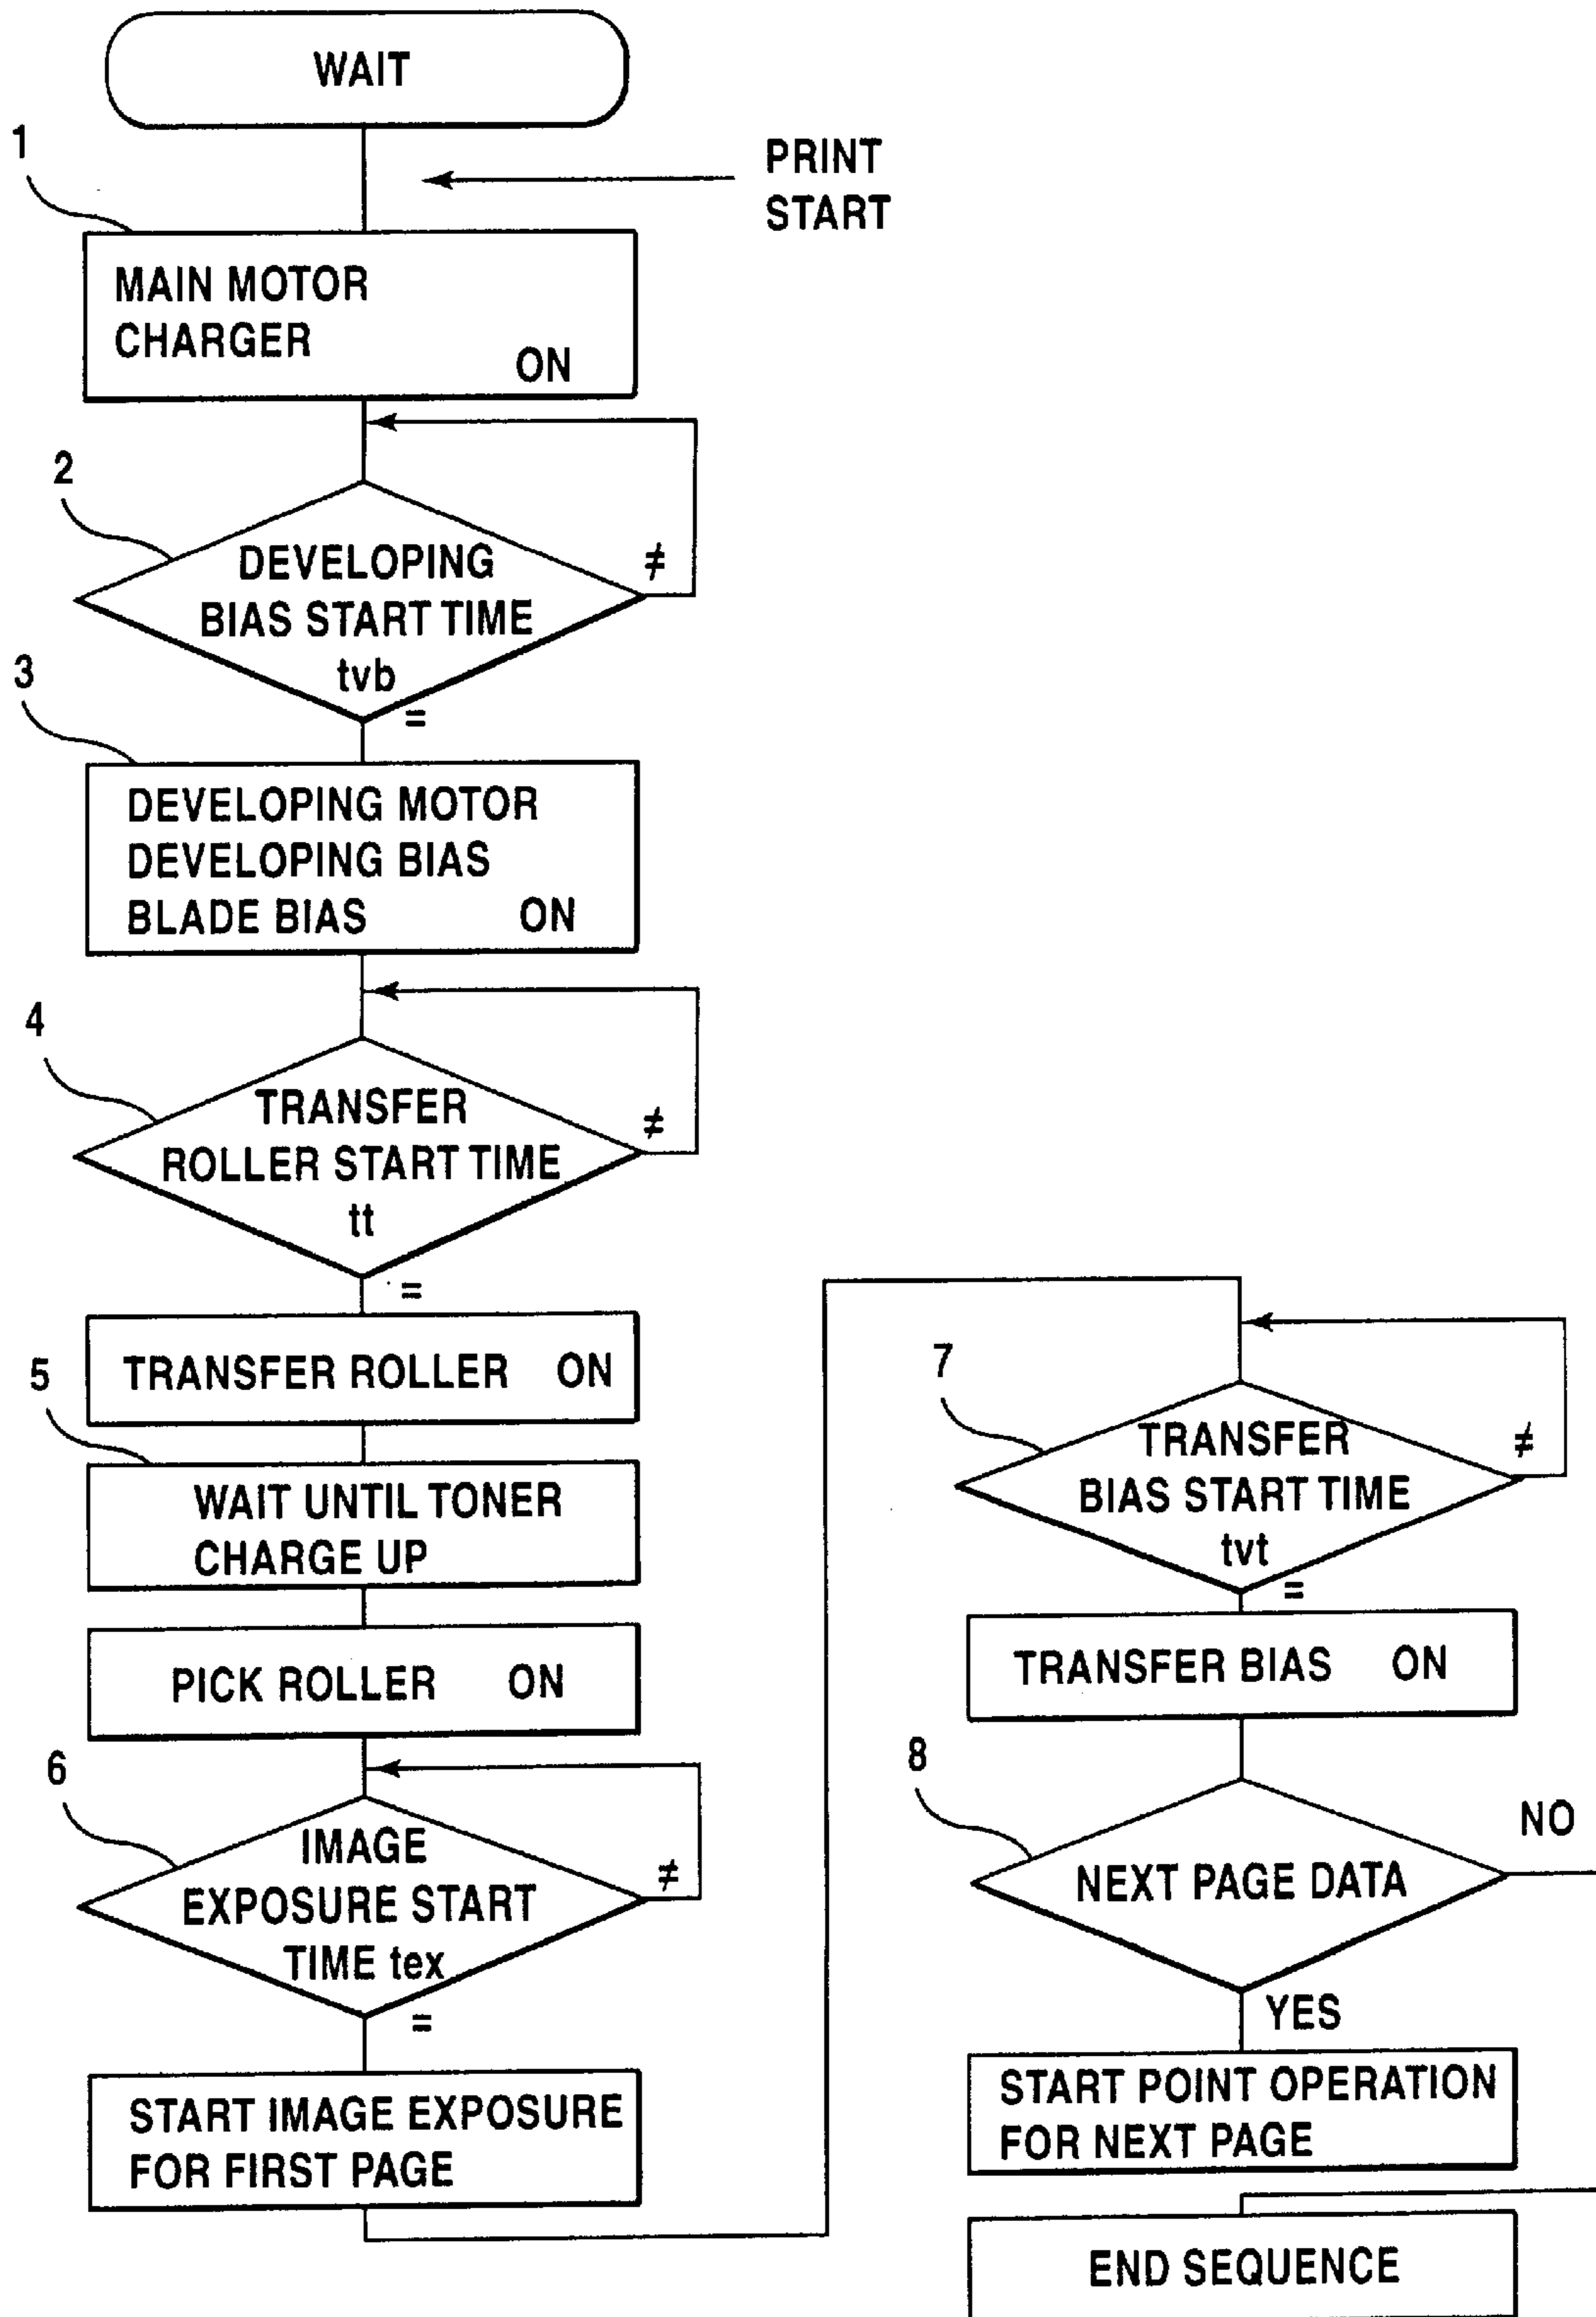 WAIT
PRINT
START
1
MAIN MOTOR
CHARGER
ON
2
DEVELOPING
BIAS START TIME
tvb
≠
=
3
DEVELOPING MOTOR
DEVELOPING BIAS
BLADE BIAS ON
4
TRANSFER
ROLLER START TIME
tt
≠
=
TRANSFER ROLLER ON
5
WAIT UNTIL TONER
CHARGE UP
PICK ROLLER ON
6
IMAGE
EXPOSURE START
TIME tex
≠
=
START IMAGE EXPOSURE
FOR FIRST PAGE
7
TRANSFER
BIAS START TIME
tvt
≠
=
TRANSFER BIAS ON
8
NEXT PAGE DATA
NO
YES
START POINT OPERATION
FOR NEXT PAGE
END SEQUENCE